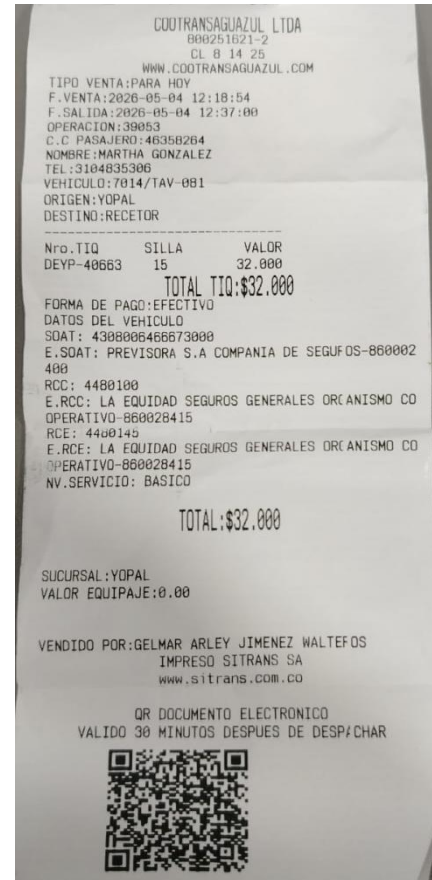 COOTRANSAGUAZUL LTDA
800251621-2
CL 8 14 25
WWW.COOTRANSAGUAZUL.COM
TIPO VENTA:PARA HOY
F.VENTA:2026-05-04 12:18:54
F.SALIDA:2026-05-04 12:37:00
OPERACION:39053
C.C PASAJERO:46358264
NOMBRE:MARTHA GONZALEZ
TEL:3104835306
VEHICULO:7014/TAV-081
ORIGEN:YOPAL
DESTINO:RECETOR
--------------------------------
Nro.TIQ SILLA VALOR
DEYP-40663 15 32.000
TOTAL TIQ:$32.000
FORMA DE PAGO:EFECTIVO
DATOS DEL VEHICULO
SOAT: 4308006466673000
E.SOAT: PREVISORA S.A COMPANIA DE SEGUROS-860002
400
RCC: 4480100
E.RCC: LA EQUIDAD SEGUROS GENERALES ORGANISMO CO
OPERATIVO-860028415
RCE: 4480145
E.RCE: LA EQUIDAD SEGUROS GENERALES ORGANISMO CO
OPERATIVO-860028415
NV.SERVICIO: BASICO
TOTAL:$32.000
SUCURSAL:YOPAL
VALOR EQUIPAJE:0.00
VENDIDO POR:GELMAR ARLEY JIMENEZ WALTEROS
IMPRESO SITRANS SA
www.sitrans.com.co
QR DOCUMENTO ELECTRONICO
VALIDO 30 MINUTOS DESPUES DE DESPACHAR